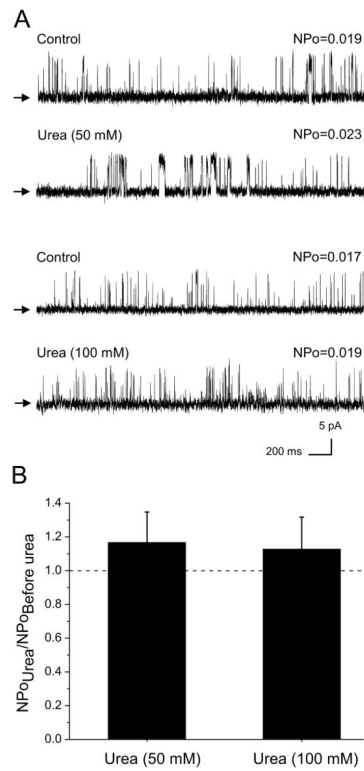 A
Control NPo=0.019
Urea (50 mM) NPo=0.023
Control NPo=0.017
Urea (100 mM) NPo=0.019
5 pA
200 ms
B
NPoUrea/NPoBefore urea
1.4
1.2
1.0
0.8
0.6
0.4
0.2
0.0
Urea (50 mM) Urea (100 mM)